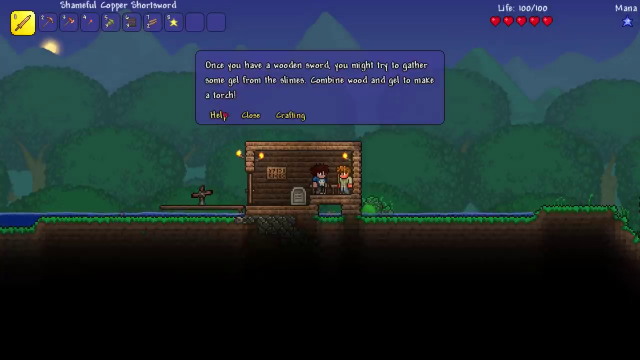 Shameful Copper Shortsword
Life: 100/100
Mana
Once you have a wooden sword, you might try to gather
some gel from the slimes. Combine wood and gel to make
a torch!
Help Close Crafting